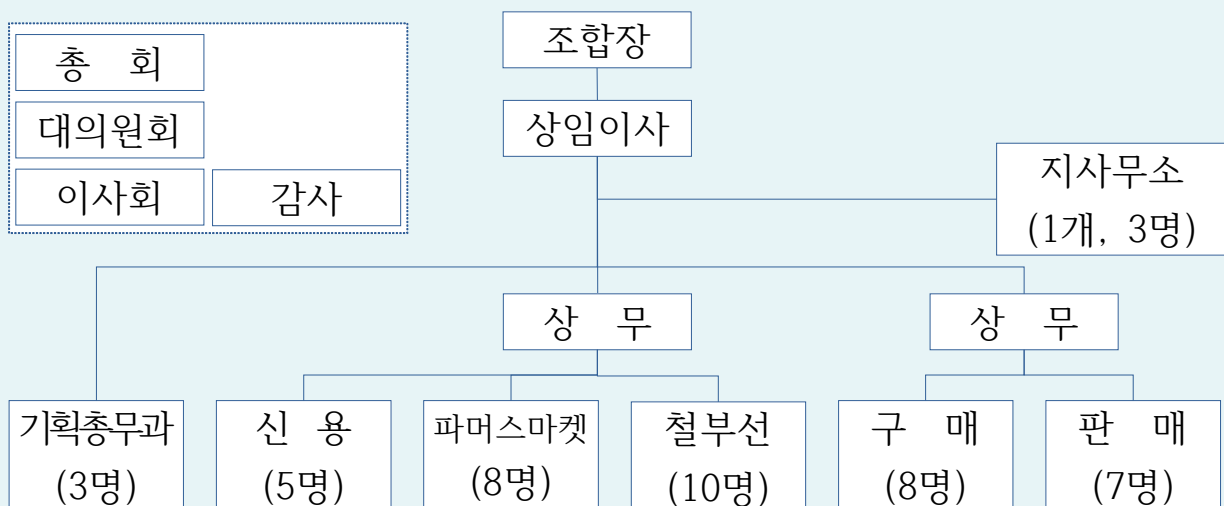 총 회
대의원회
이사회
감사
조합장
상임이사
지사무소
(1개, 3명)
상 무
상 무
기획총무과
(3명)
신 용
(5명)
파머스마켓
(8명)
철부선
(10명)
구 매
(8명)
판 매
(7명)